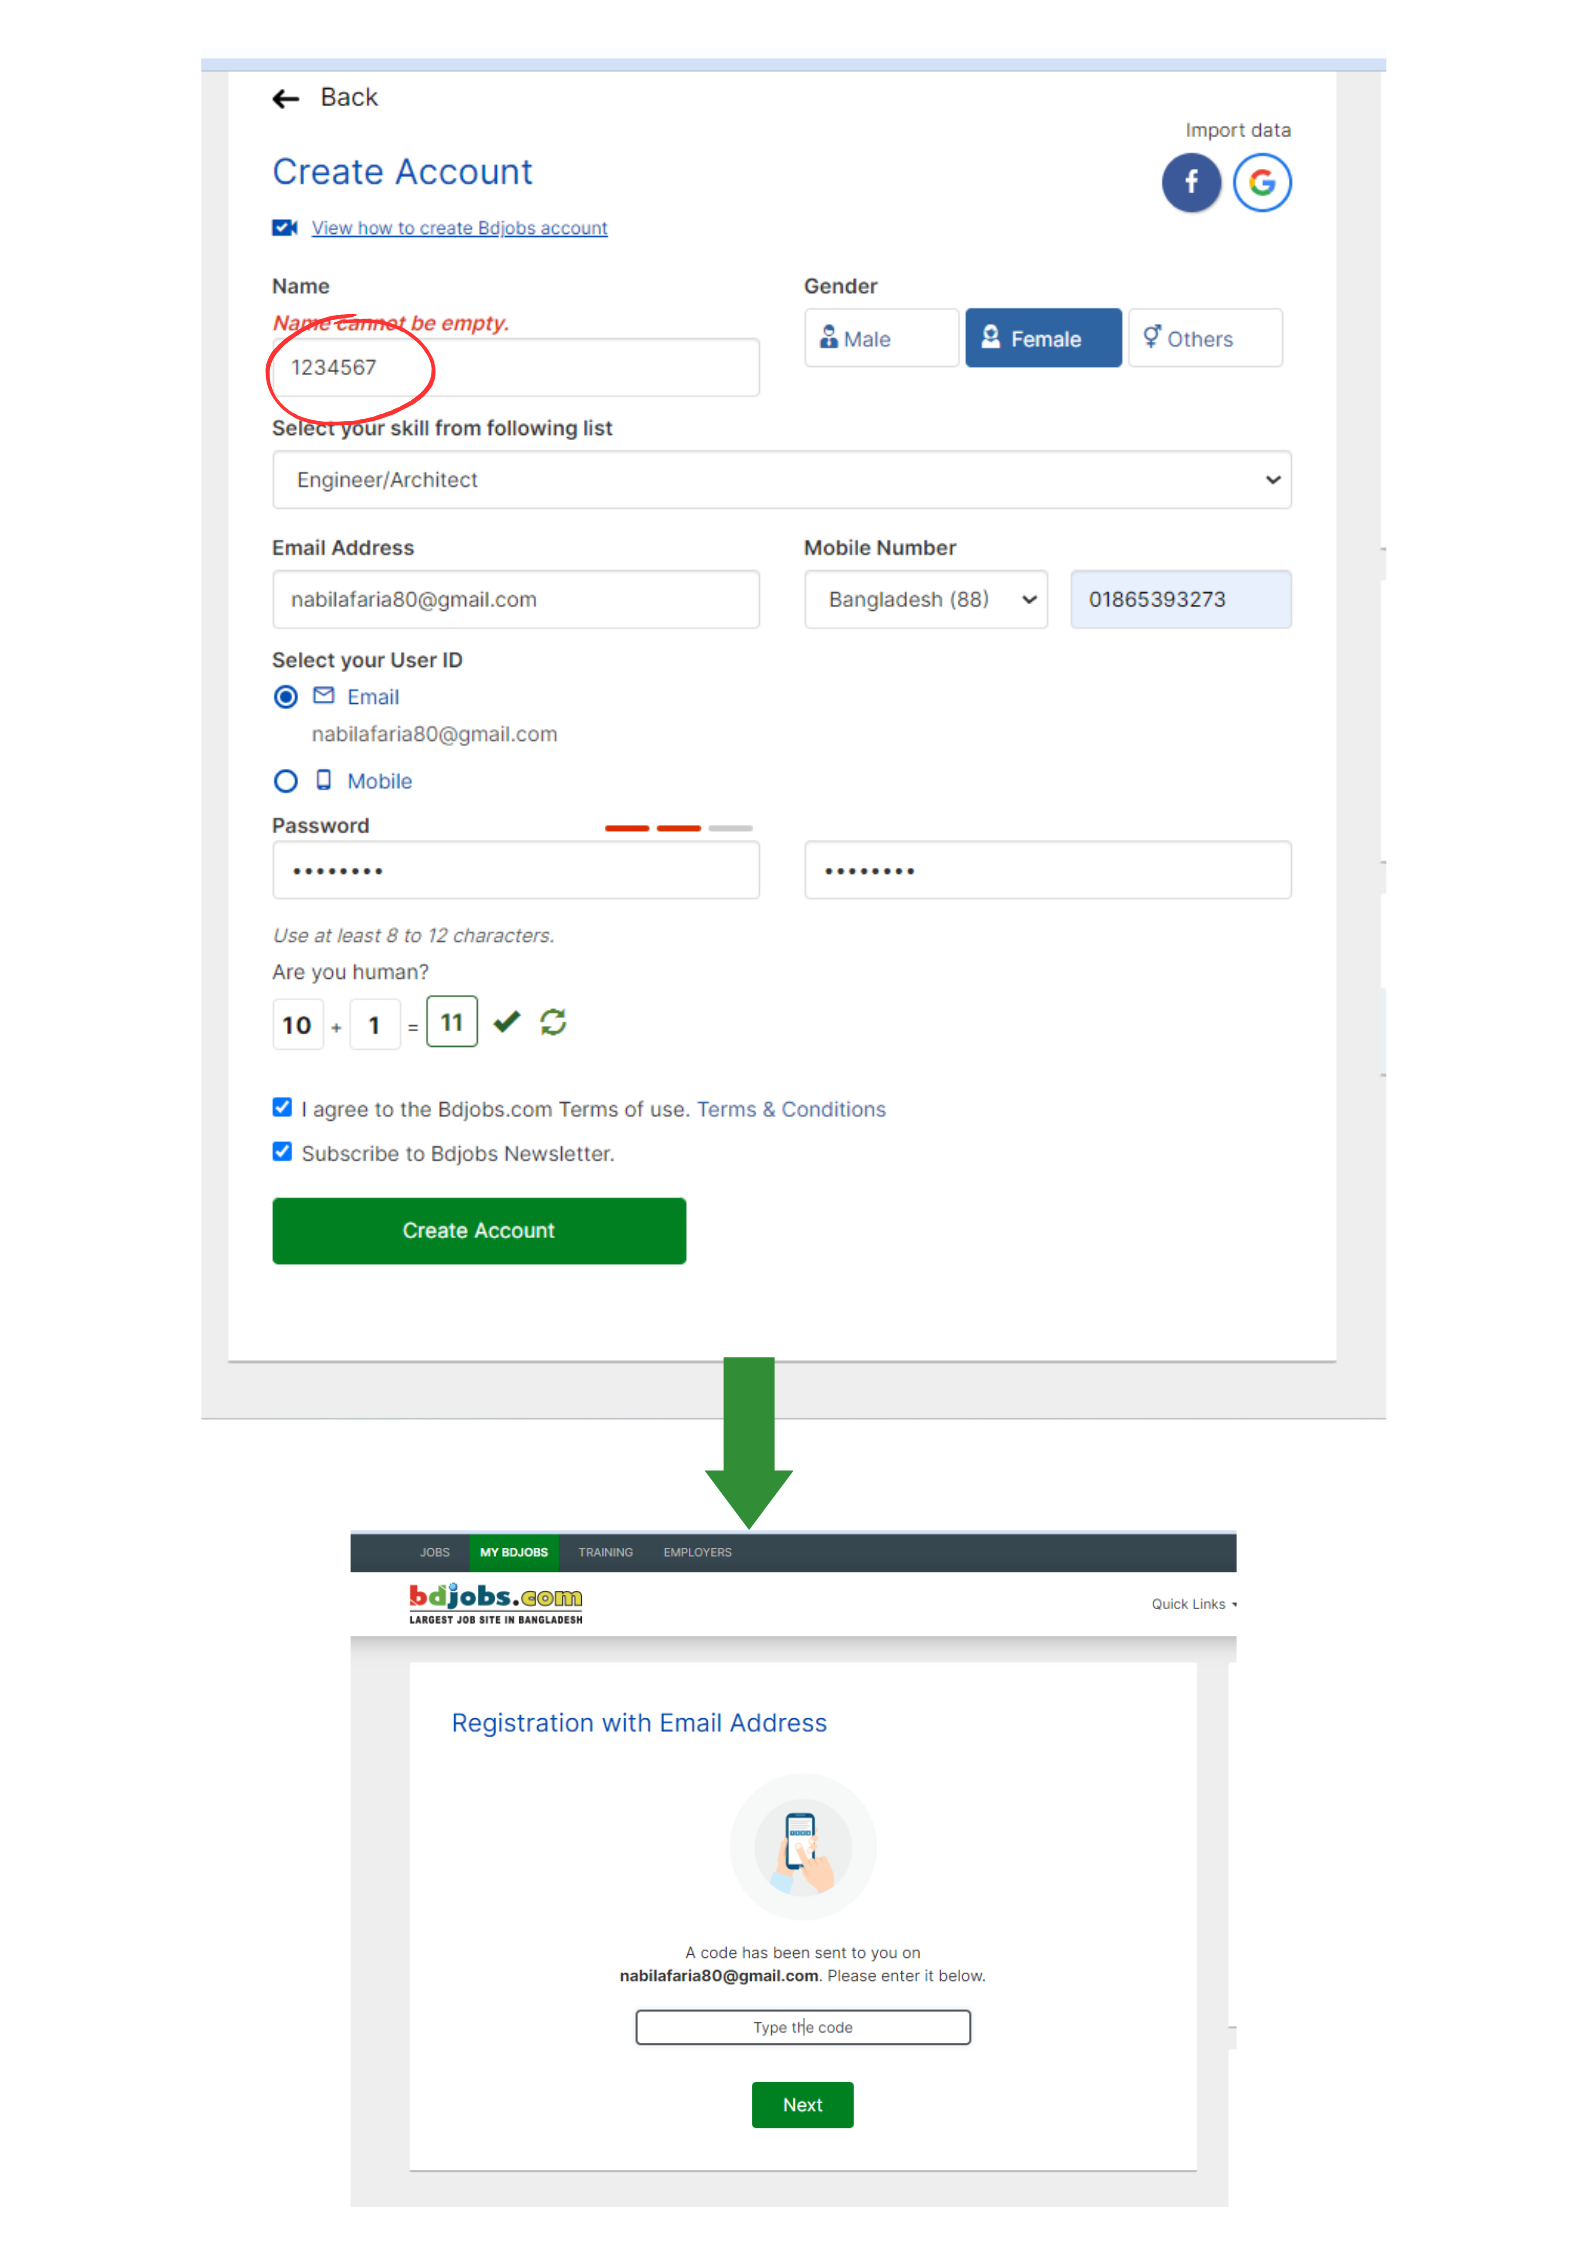 Back
Import data
Create Account
f G
View how to create Bdjobs account
Name
Gender
Name cannot be empty.
Male Female Others
1234567
Select your skill from following list
Engineer/Architect
Email Address
Mobile Number
nabilafaria80@gmail.com
Bangladesh (88) 01865393273
Select your User ID
Email
nabilafaria80@gmail.com
Mobile
Password
Use at least 8 to 12 characters.
Are you human?
10 + 1 = 11
I agree to the Bdjobs.com Terms of use. Terms & Conditions
Subscribe to Bdjobs Newsletter.
Create Account
JOBS MY BDJOBS TRAINING EMPLOYERS
bdjobs.com
LARGEST JOB SITE IN BANGLADESH
Quick Links
Registration with Email Address
A code has been sent to you on
nabilafaria80@gmail.com. Please enter it below.
Type the code
Next